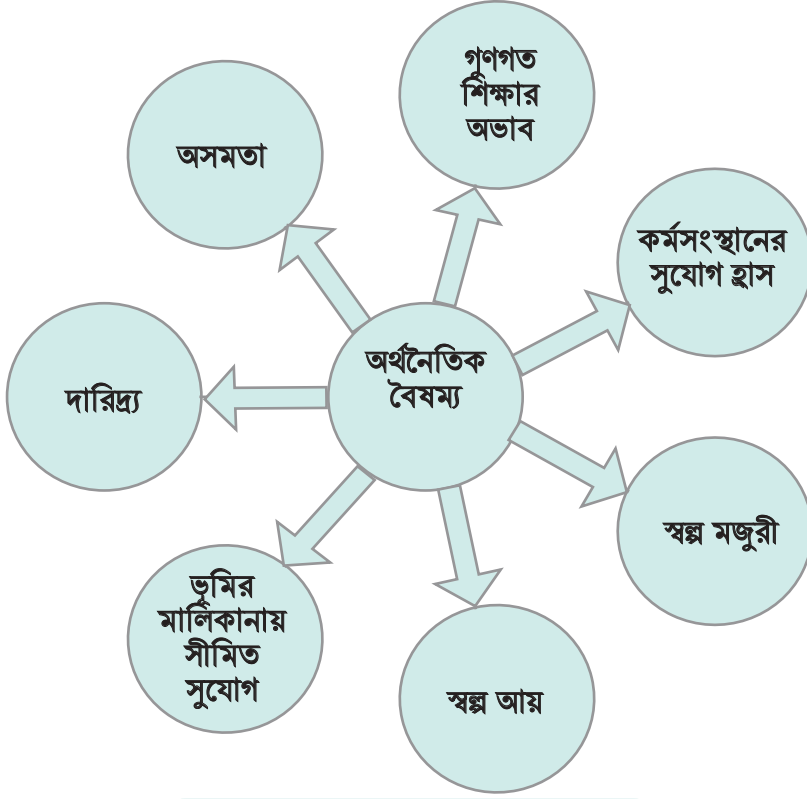 গুণগত
শিক্ষার
অভাব
অসমতা
কর্মসংস্থানের
সুযোগ হ্রাস
অর্থনৈতিক
বৈষম্য
দারিদ্র্য
স্বল্প মজুরী
ভূমির
মালিকানায়
সীমিত
সুযোগ
স্বল্প আয়